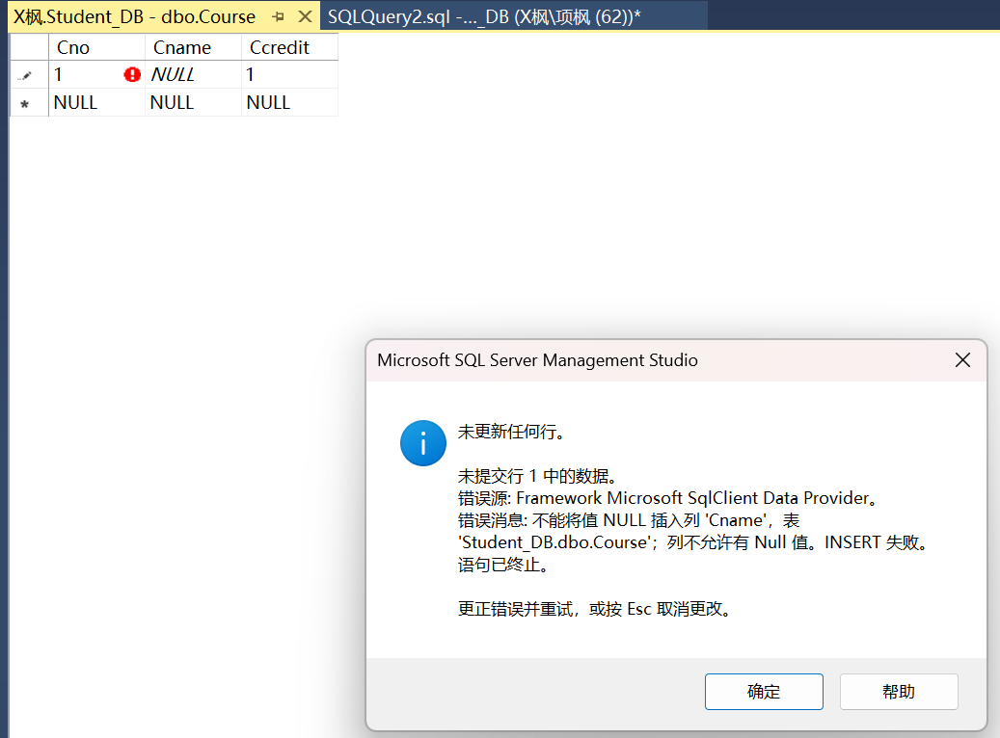 X枫.Student_DB - dbo.Course SQLQuery2.sql -..._DB (X枫\项枫 (62))*
Cno Cname Ccredit
1 NULL 1
NULL NULL NULL
Microsoft SQL Server Management Studio
未更新任何行。
未提交行 1 中的数据。
错误源: Framework Microsoft SqlClient Data Provider。
错误消息: 不能将值 NULL 插入列 'Cname'，表
'Student_DB.dbo.Course'；列不允许有 Null 值。INSERT 失败。
语句已终止。
更正错误并重试，或按 Esc 取消更改。
确定 帮助